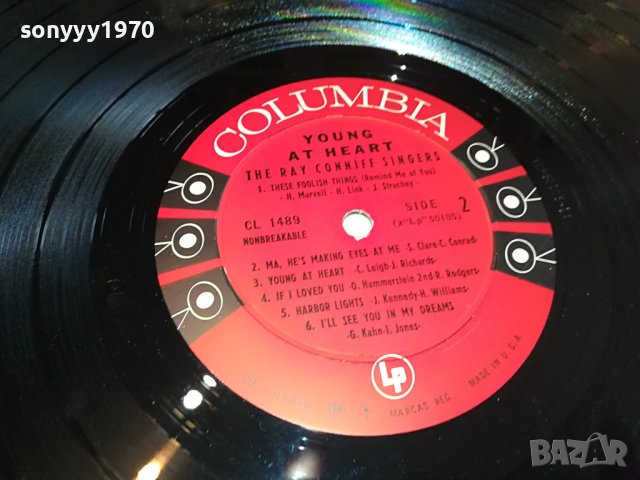 sonyyy1970
COLUMBIA
YOUNG
AT HEART
THE RAY CONNIFF SINGERS
1. THESE FOOLISH THINGS (Remind Me of You)
- H. Marvell - H. Link - J. Strachey -
CL 1489
NONBREAKABLE
SIDE 2
(x"Lp" 50105)
2. MA, HE'S MAKING EYES AT ME -S. Clare-C. Conrad-
3. YOUNG AT HEART -C. Leigh-J. Richards-
4. IF I LOVED YOU -O. Hammerstein 2nd-R. Rodgers-
5. HARBOR LIGHTS -J. Kennedy-H. Williams-
6. I'LL SEE YOU IN MY DREAMS
-G. Kahn-I. Jones-
Lp
MARCAS REG. MADE IN U.S.A.
BAZAR